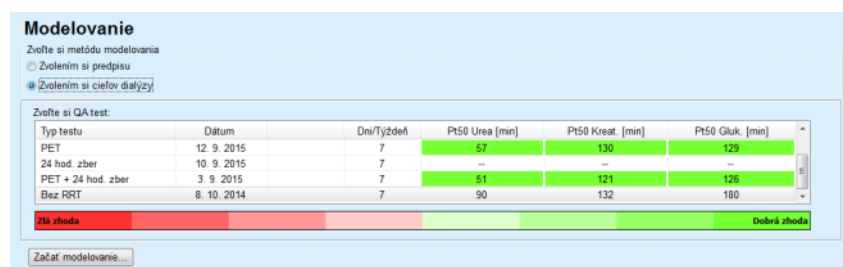 Modelovanie
Zvoľte si metódu modelovania
Zvolením si predpisu
Zvolením si cieľov dialýzy
Zvoľte si QA test:
Typ testu Dátum Dni/Týždeň Pt50 Urea [min] Pt50 Kreat. [min] Pt50 Gluk. [min]
PET 12. 9. 2015 7 57 130 129
24 hod. zber 10. 9. 2015 7 -- -- --
PET + 24 hod. zber 3. 9. 2015 7 51 121 126
Bez RRT 8. 10. 2014 7 90 132 180
Zlá zhoda Dobrá zhoda
Začať modelovanie...